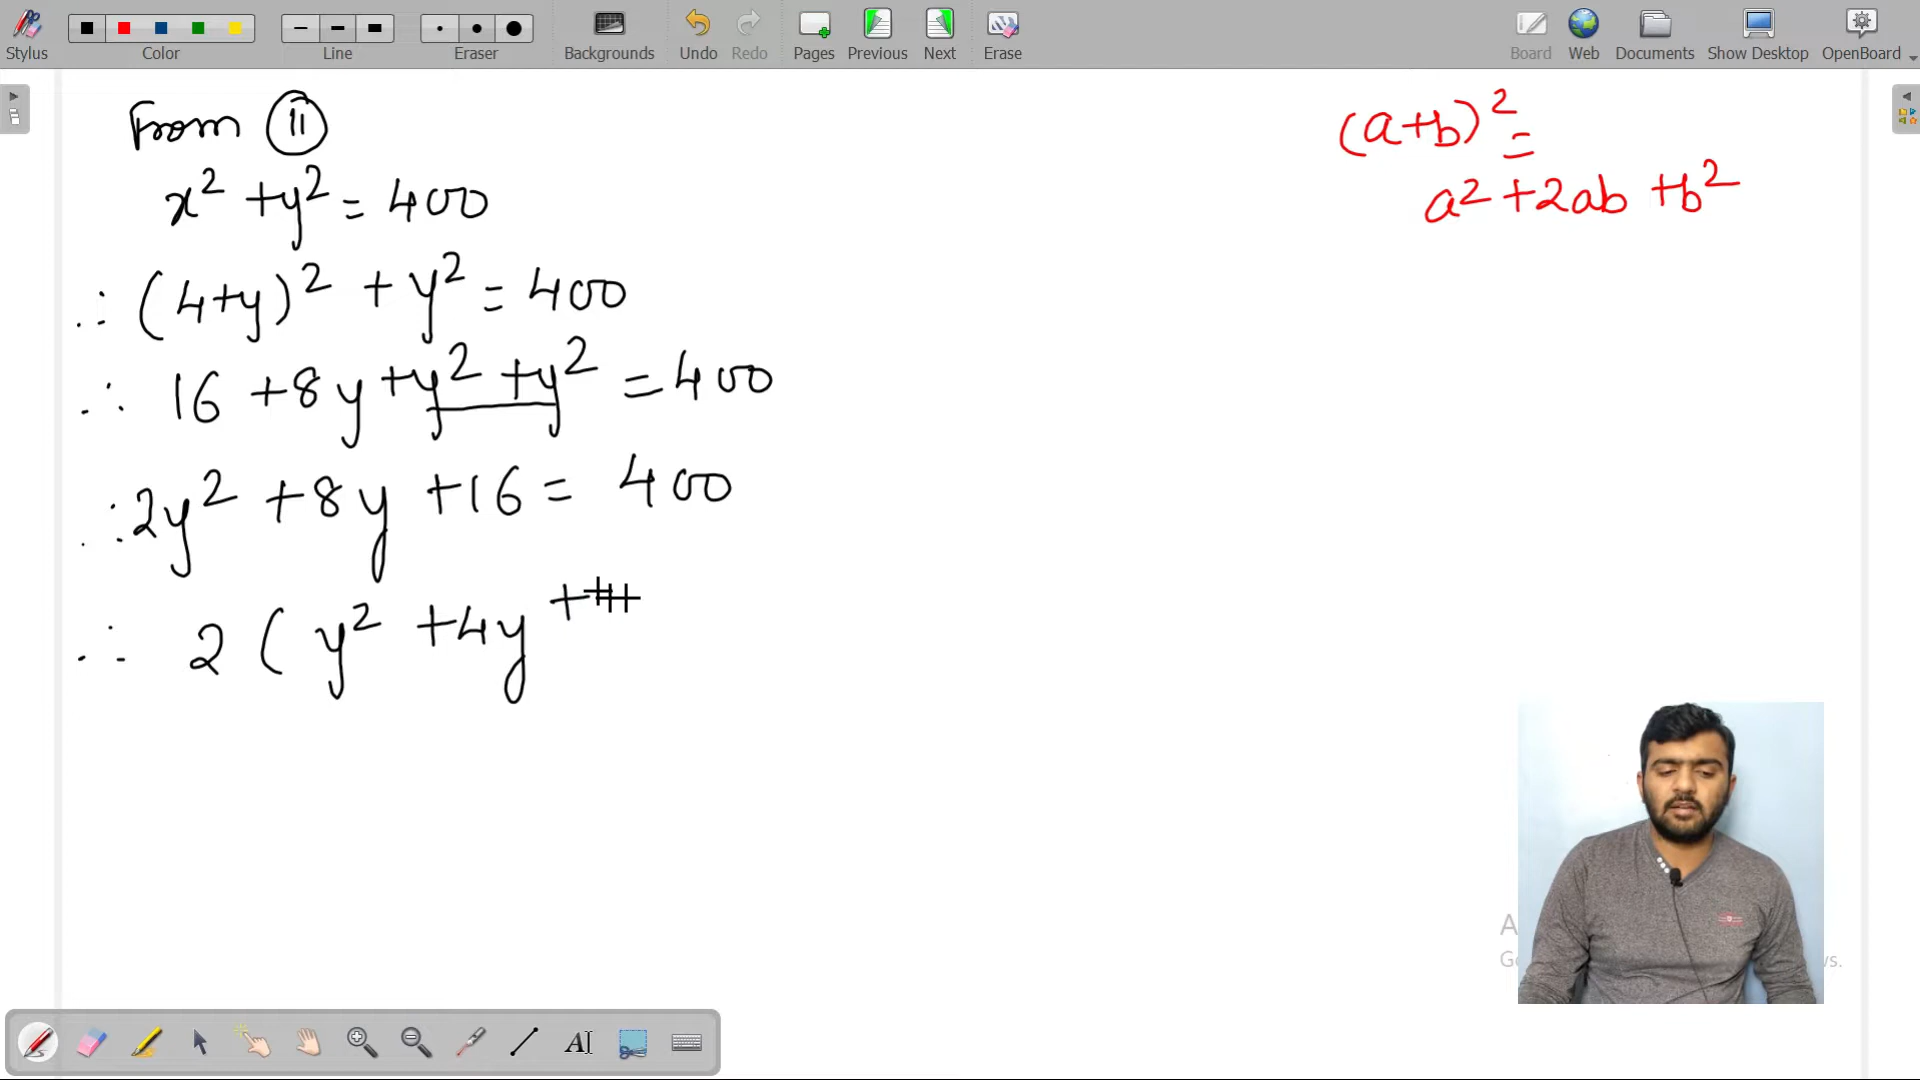 Stylus Color Line Eraser Backgrounds Undo Redo Pages Previous Next Erase Board Web Documents Show Desktop OpenBoard
From (ii)
x² + y² = 400
∴ (4+y)² + y² = 400
∴ 16 + 8y + y² + y² = 400
∴ 2y² + 8y + 16 = 400
∴ 2 ( y² + 4y +
(a+b)² =
a² + 2ab + b²